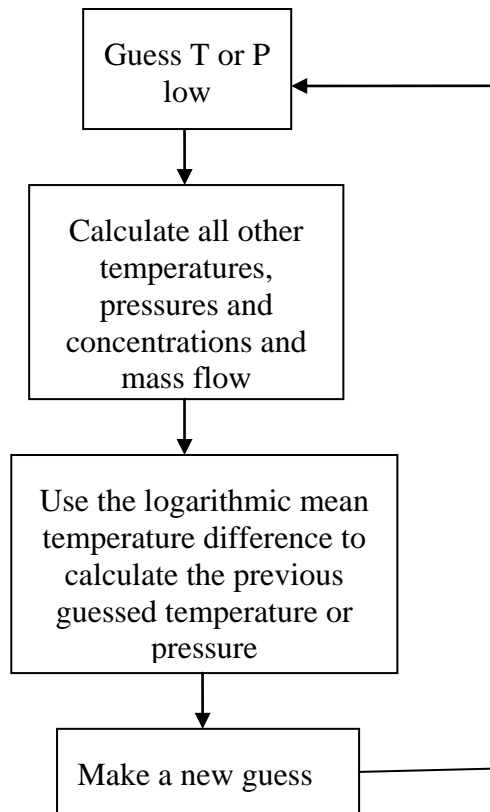 Guess T or P
low
Calculate all other
temperatures,
pressures and
concentrations and
mass flow
Use the logarithmic mean
temperature difference to
calculate the previous
guessed temperature or
pressure
Make a new guess